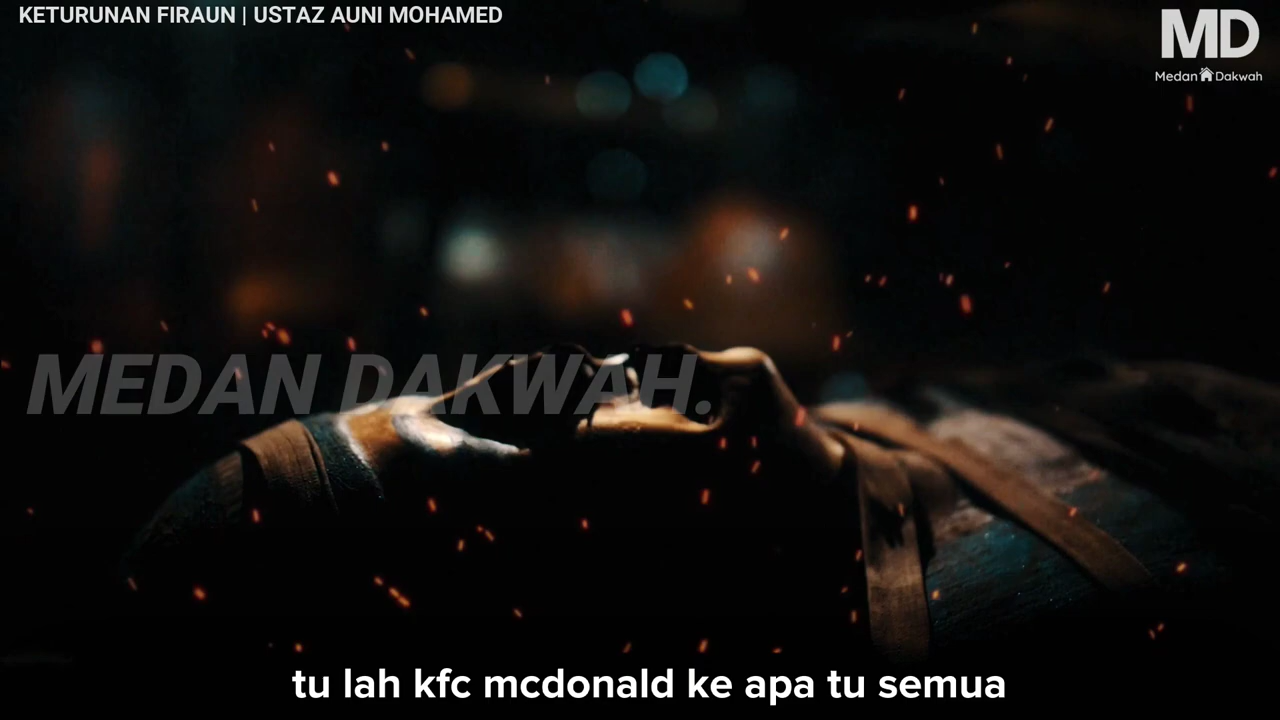 KETURUNAN FIRAUN | USTAZ AUNI MOHAMED
MD
Medan Dakwah
MEDAN DAKWAH.
tu lah kfc mcdonald ke apa tu semua